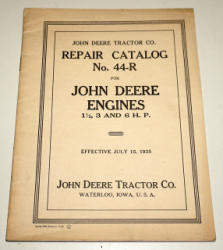 JOHN DEERE TRACTOR CO.
REPAIR CATALOG
No. 44-R
FOR
JOHN DEERE
ENGINES
1½, 3 AND 6 H. P.
EFFECTIVE JULY 15, 1935
JOHN DEERE TRACTOR CO.
WATERLOO, IOWA, U. S. A.